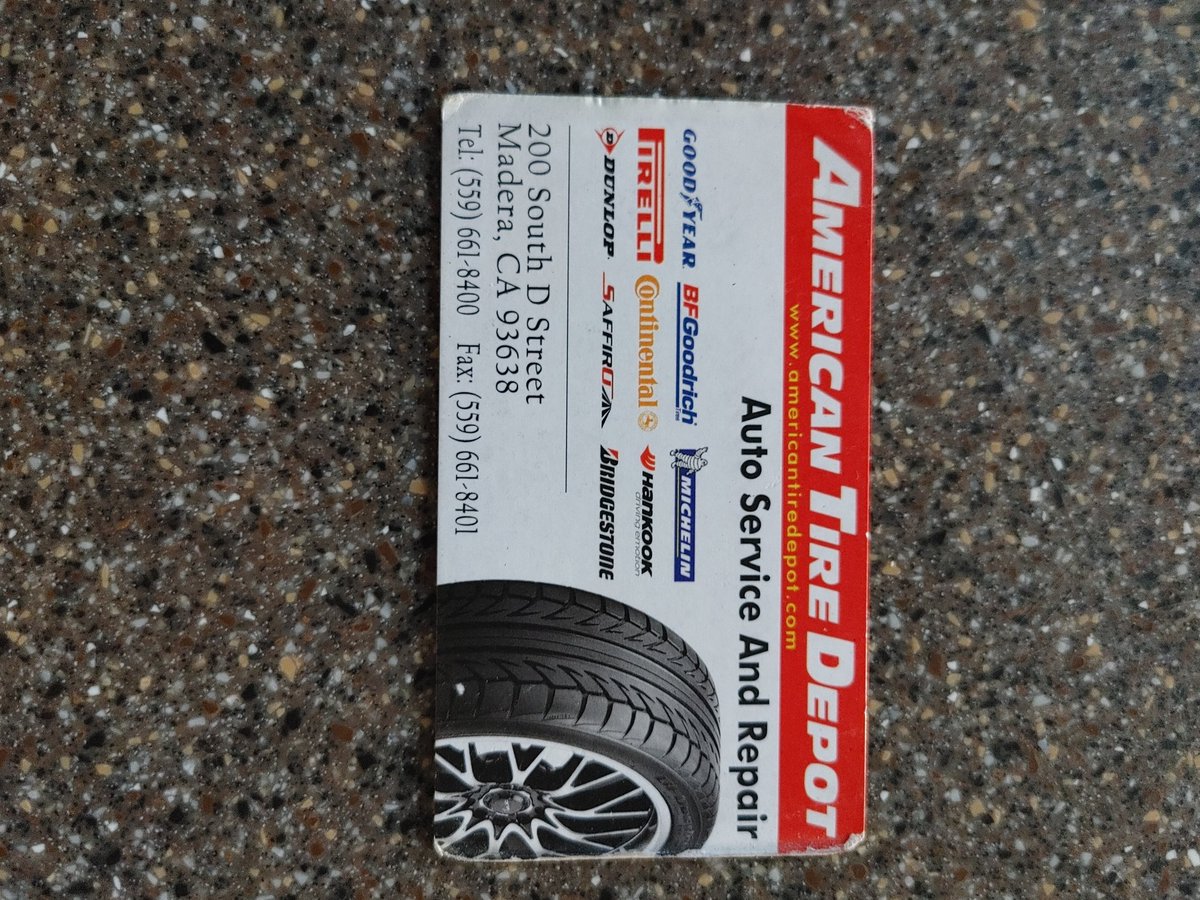 AMERICAN TIRE DEPOT
www.americantiredepot.com
Auto Service And Repair
GOODYEAR BFGoodrich Tires MICHELIN
PIRELLI Continental HANKOOK
driving emotion
DUNLOP SAFFIRO BRIDGESTONE
200 South D Street
Madera, CA 93638
Tel: (559) 661-8400 Fax: (559) 661-8401